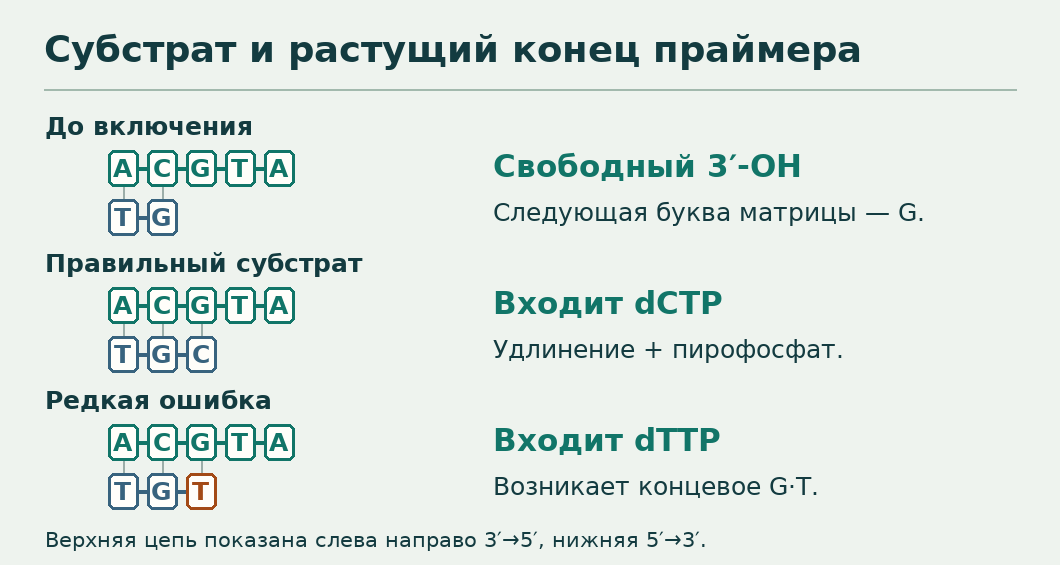 Субстрат и растущий конец праймера
До включения
A C G T A
T G
Свободный 3′-OH
Следующая буква матрицы — G.
Правильный субстрат
A C G T A
T G C
Входит dCTP
Удлинение + пирофосфат.
Редкая ошибка
A C G T A
T G T
Входит dTTP
Возникает концевое G·T.
Верхняя цепь показана слева направо 3′→5′, нижняя 5′→3′.